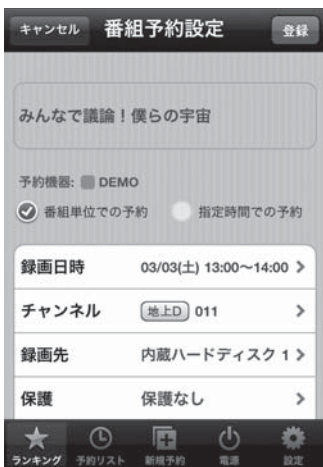 キャンセル 番組予約設定 登録
みんなで議論！僕らの宇宙
予約機器: DEMO
番組単位での予約 指定時間での予約
録画日時 03/03(土) 13:00～14:00
チャンネル 地上D 011
録画先 内蔵ハードディスク 1
保護 保護なし
ランキング 予約リスト 新規予約 電源 設定